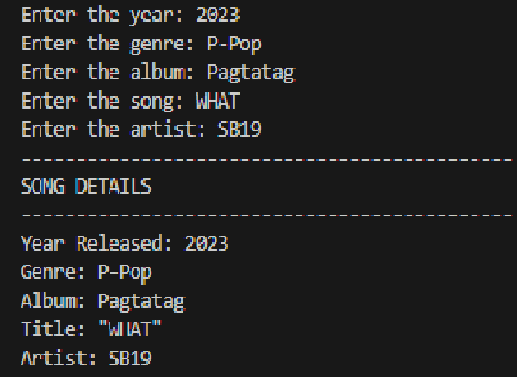 Enter the year: 2023
Enter the genre: P-Pop
Enter the album: Pagtatag
Enter the song: WHAT
Enter the artist: SB19
---------------------------------------------
SONG DETAILS
---------------------------------------------
Year Released: 2023
Genre: P-Pop
Album: Pagtatag
Title: "WHAT"
Artist: SB19